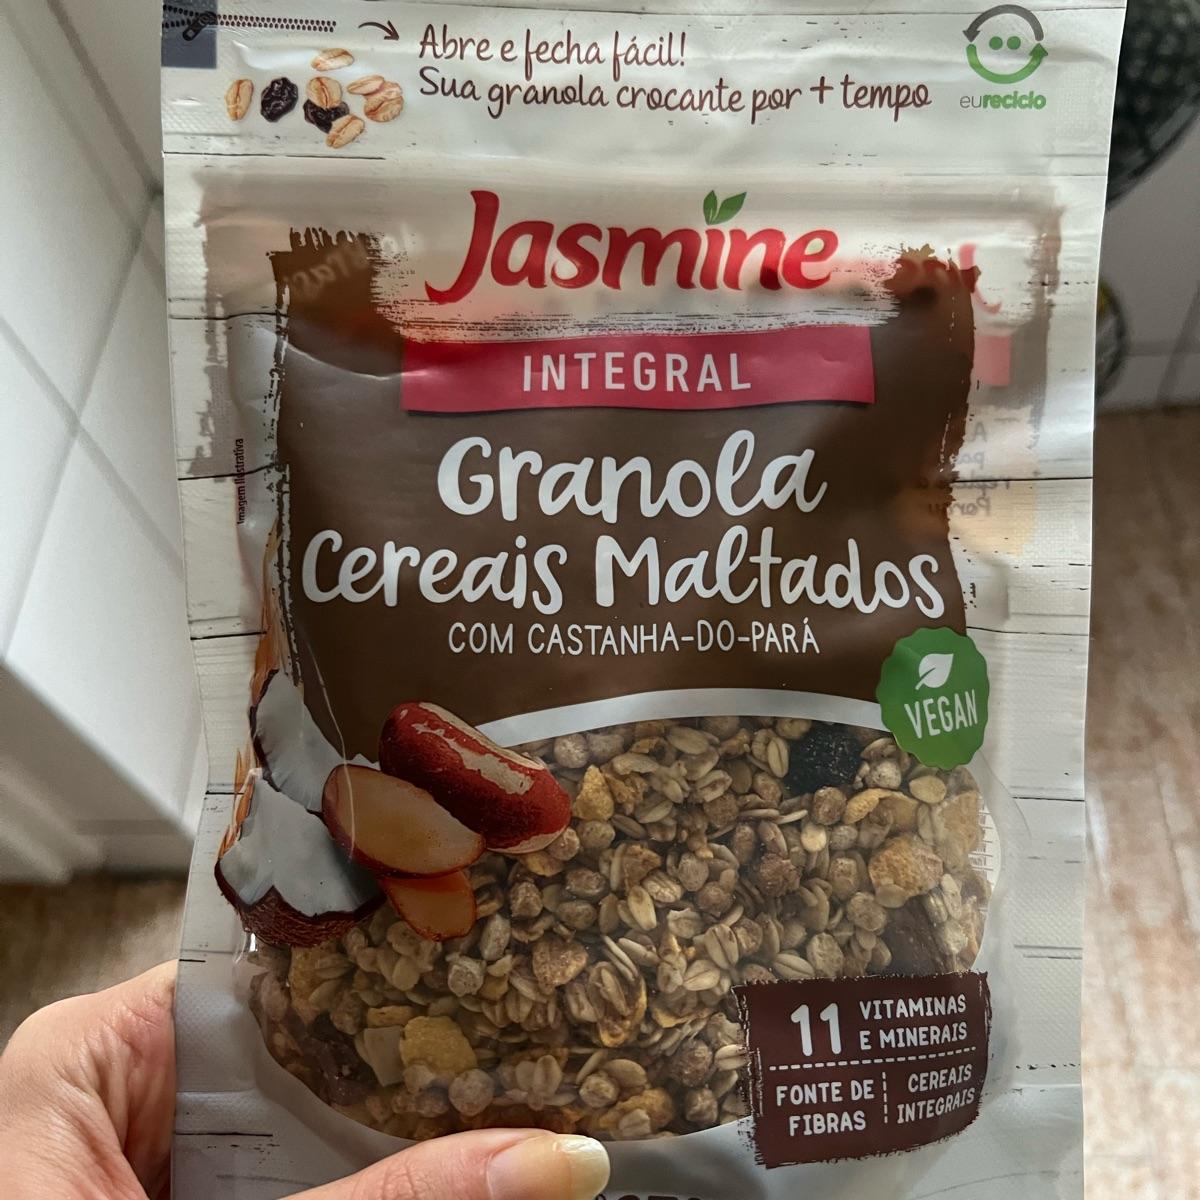 Abre e fecha fácil!
Sua granola crocante por + tempo
eureciclo
Jasmine
INTEGRAL
Granola
Cereais Maltados
COM CASTANHA-DO-PARÁ
Imagem Ilustrativa
VEGAN
11 VITAMINAS
E MINERAIS
FONTE DE
FIBRAS
CEREAIS
INTEGRAIS